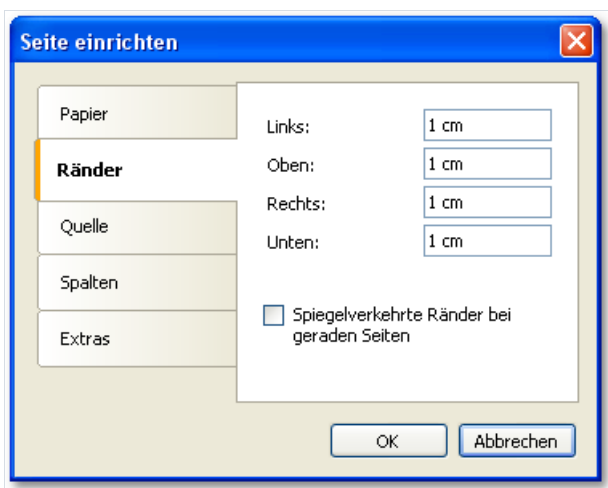 Seite einrichten
Papier
Ränder
Quelle
Spalten
Extras
Links: 1 cm
Oben: 1 cm
Rechts: 1 cm
Unten: 1 cm
Spiegelverkehrte Ränder bei
geraden Seiten
OK Abbrechen